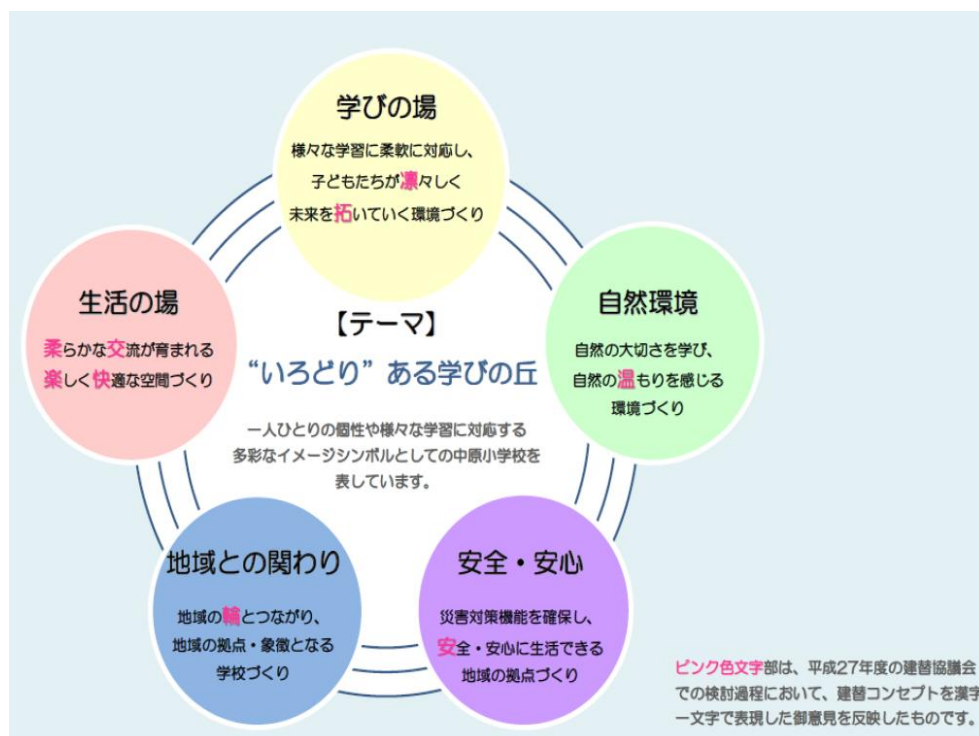 学びの場
様々な学習に柔軟に対応し、
子どもたちが凛々しく
未来を拓いていく環境づくり
生活の場
柔らかな交流が育まれる
楽しく快適な空間づくり
【テーマ】
“いろどり”ある学びの丘
一人ひとりの個性や様々な学習に対応する
多彩なイメージシンボルとしての中原小学校を
表しています。
自然環境
自然の大切さを学び、
自然の温もりを感じる
環境づくり
地域との関わり
地域の輪とつながり、
地域の拠点・象徴となる
学校づくり
安全・安心
災害対策機能を確保し、
安全・安心に生活できる
地域の拠点づくり
ピンク色文字部は、平成27年度の建替協議会
での検討過程において、建替コンセプトを漢字
一文字で表現した御意見を反映したものです。